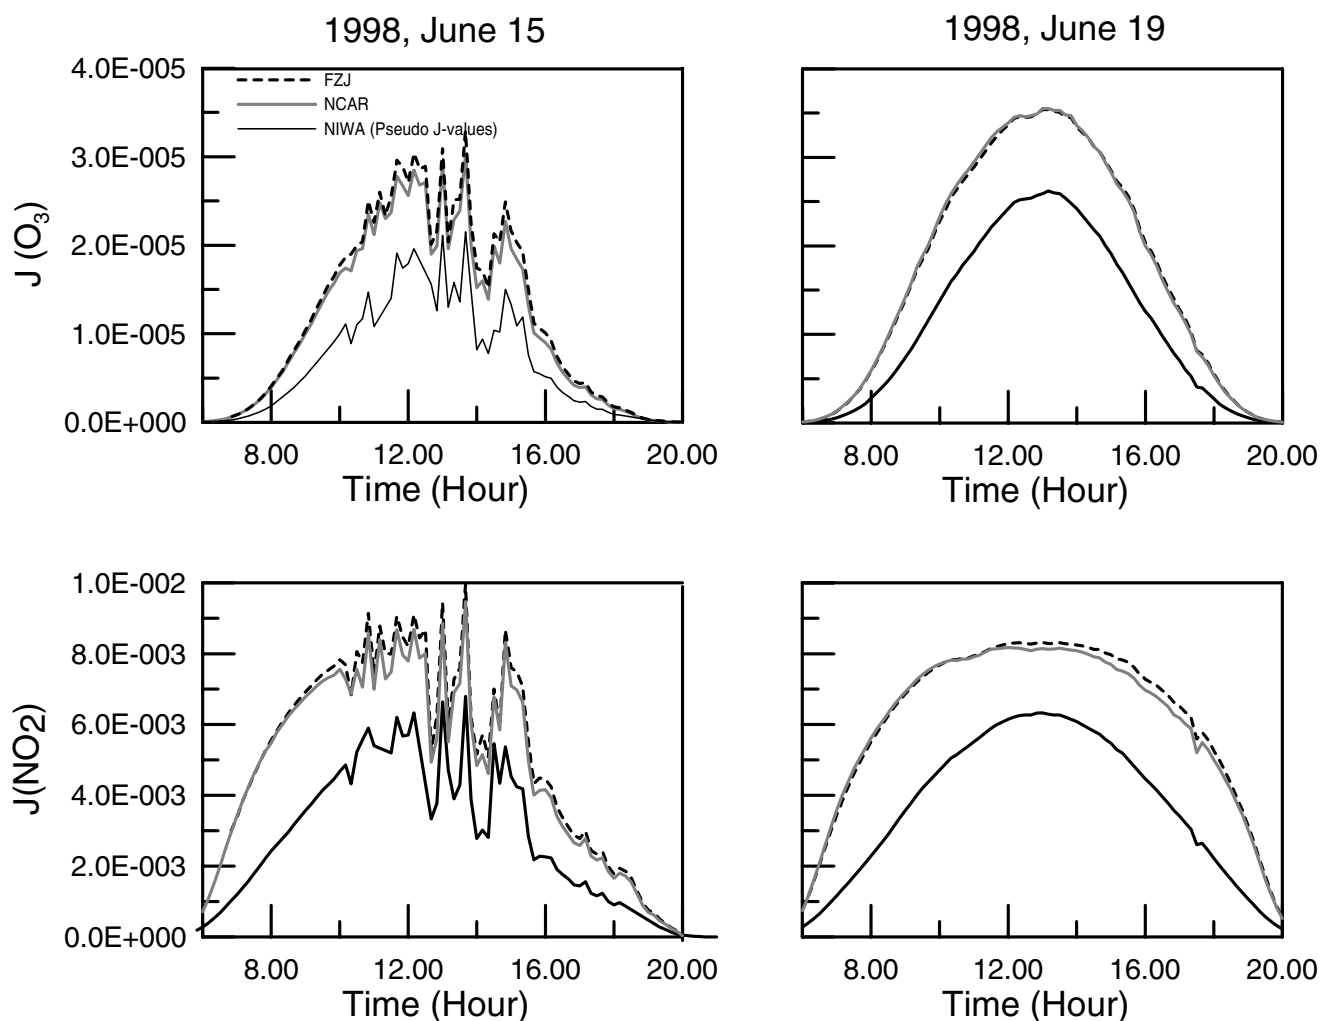 1998, June 15
1998, June 19
4.0E-005
3.0E-005
2.0E-005
1.0E-005
0.0E+000
J (O3)
FZJ
NCAR
NIWA (Pseudo J-values)
8.00 12.00 16.00 20.00
Time (Hour)
8.00 12.00 16.00 20.00
Time (Hour)
1.0E-002
8.0E-003
6.0E-003
4.0E-003
2.0E-003
0.0E+000
J(NO2)
8.00 12.00 16.00 20.00
Time (Hour)
8.00 12.00 16.00 20.00
Time (Hour)